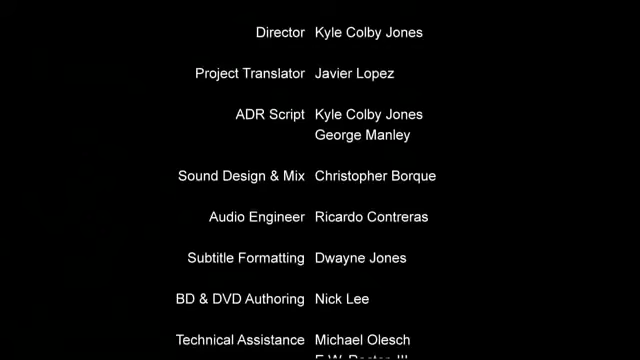 Director Kyle Colby Jones
Project Translator Javier Lopez
ADR Script Kyle Colby Jones
George Manley
Sound Design & Mix Christopher Borque
Audio Engineer Ricardo Contreras
Subtitle Formatting Dwayne Jones
BD & DVD Authoring Nick Lee
Technical Assistance Michael Olesch